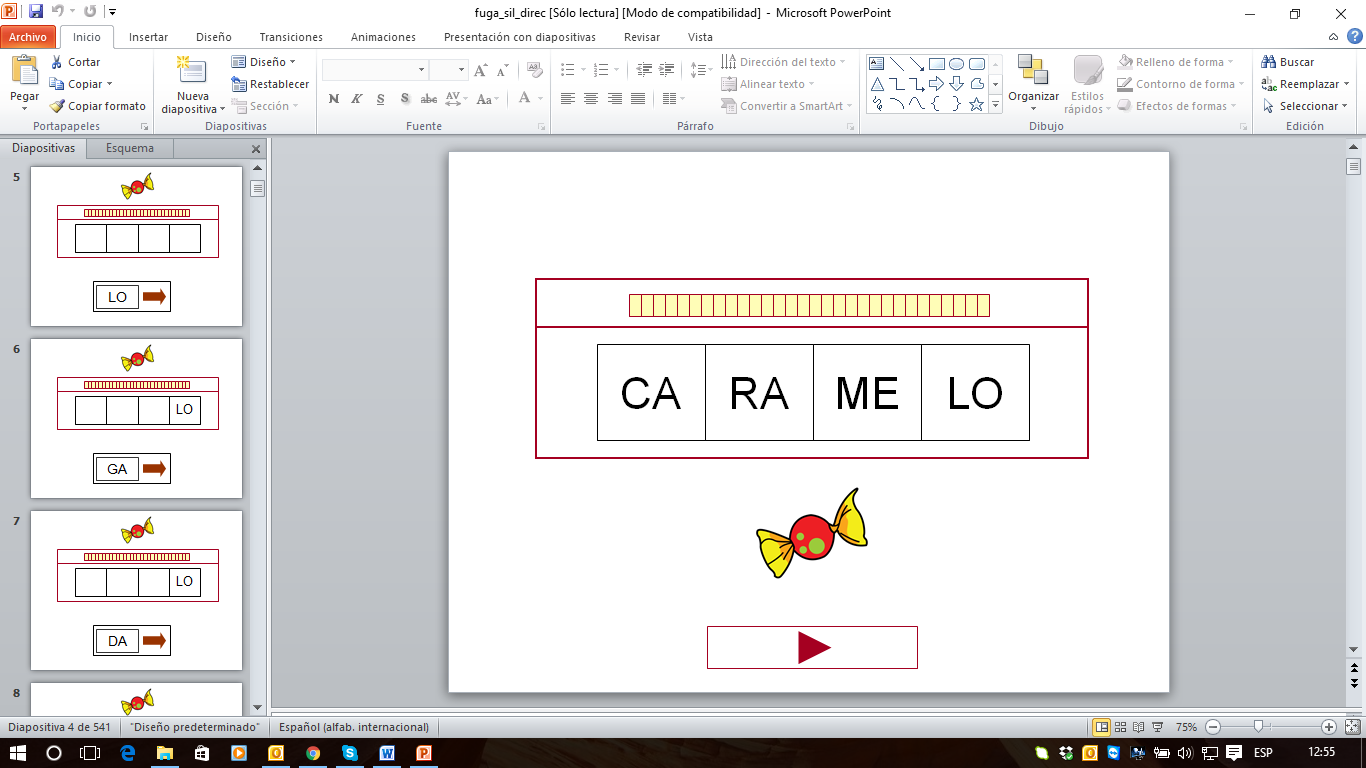 fuga_sil_direc [Sólo lectura] [Modo de compatibilidad] - Microsoft PowerPoint
Archivo Inicio Insertar Diseño Transiciones Animaciones Presentación con diapositivas Revisar Vista
Pegar
Cortar
Copiar
Copiar formato
Portapapeles
Nueva
diapositiva
Diseño
Restablecer
Sección
Diapositivas
N K S S abc AV Aa A
Fuente
Dirección del texto
Alinear texto
Convertir a SmartArt
Párrafo
Organizar
Estilos
rápidos
Relleno de forma
Contorno de forma
Efectos de formas
Dibujo
Buscar
Reemplazar
Seleccionar
Edición
Diapositivas Esquema
5
LO
6
LO
GA
7
LO
DA
8
CA RA ME LO
Diapositiva 4 de 541 "Diseño predeterminado" Español (alfab. internacional) 75%
ESP 12:55